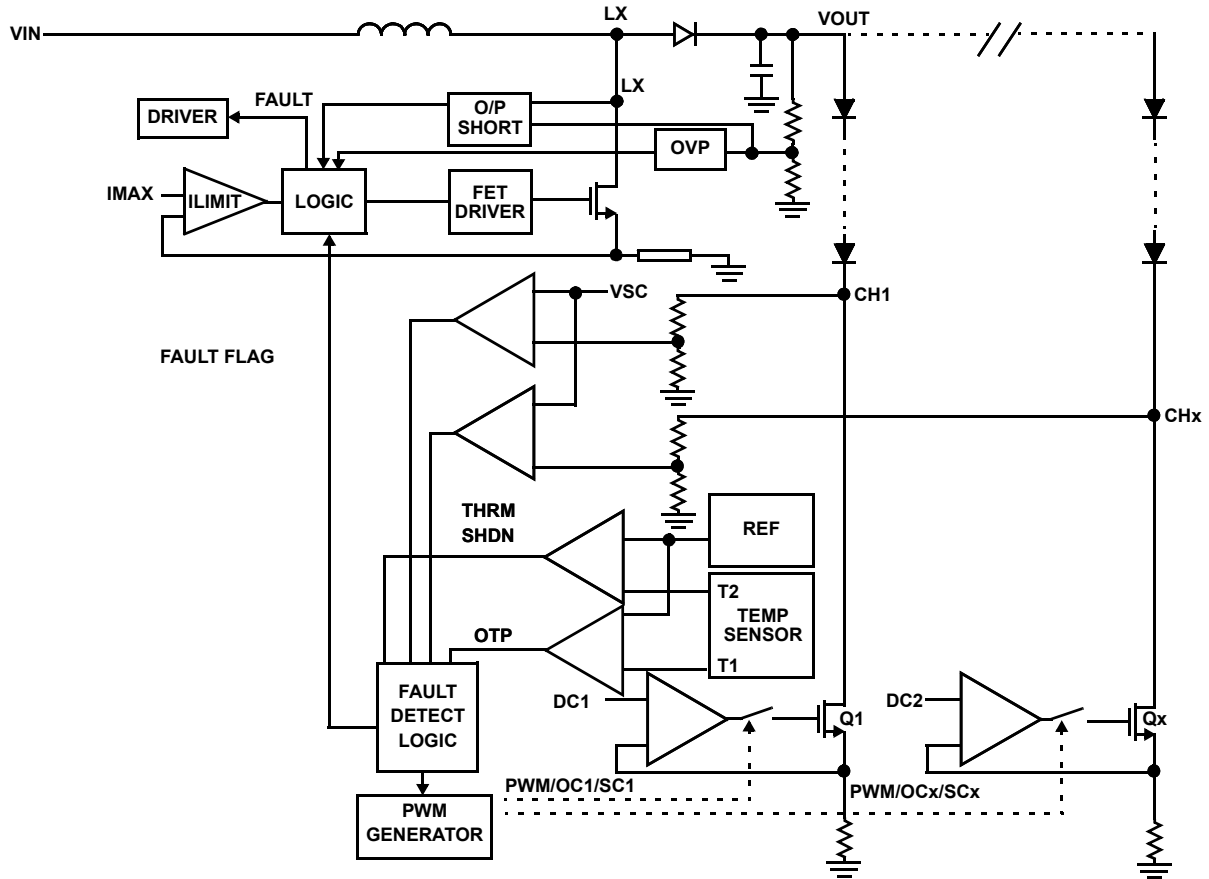 LX
VOUT
VIN
LX
FAULT
O/P
SHORT
DRIVER
OVP
IMAX
ILIMIT
LOGIC
FET
DRIVER
VSC
CH1
FAULT FLAG
CHx
THRM
SHDN
REF
T2
TEMP
SENSOR
OTP
T1
FAULT
DETECT
LOGIC
DC1
Q1
DC2
Qx
PWM/OC1/SC1
PWM/OCx/SCx
PWM
GENERATOR